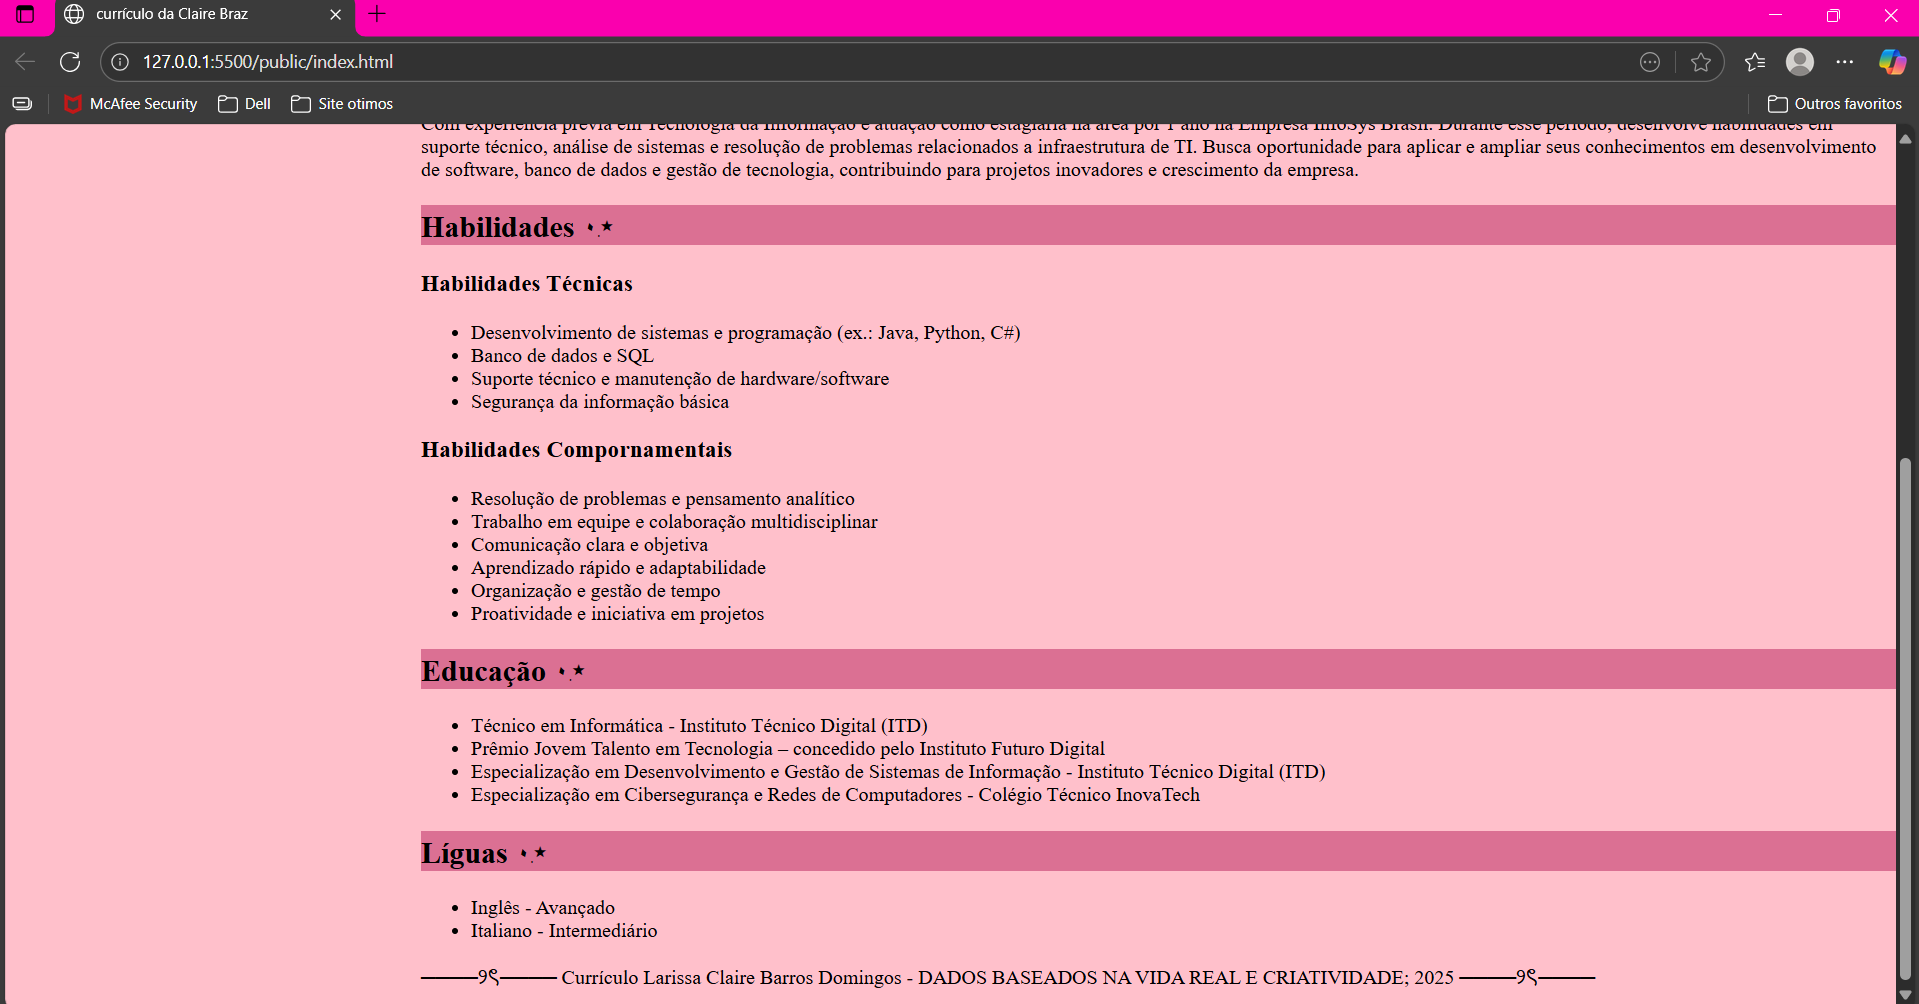 currículo da Claire Braz
127.0.0.1:5500/public/index.html
McAfee Security Dell Site otimos Outros favoritos
Com experiência prévia em Tecnologia da Informação e atuação como estagiária na área por 1 ano na Empresa InfoSys Brasil. Durante esse período, desenvolve habilidades em
suporte técnico, análise de sistemas e resolução de problemas relacionados a infraestrutura de TI. Busca oportunidade para aplicar e ampliar seus conhecimentos em desenvolvimento
de software, banco de dados e gestão de tecnologia, contribuindo para projetos inovadores e crescimento da empresa.
Habilidades
Habilidades Técnicas
• Desenvolvimento de sistemas e programação (ex.: Java, Python, C#)
• Banco de dados e SQL
• Suporte técnico e manutenção de hardware/software
• Segurança da informação básica
Habilidades Compornamentais
• Resolução de problemas e pensamento analítico
• Trabalho em equipe e colaboração multidisciplinar
• Comunicação clara e objetiva
• Aprendizado rápido e adaptabilidade
• Organização e gestão de tempo
• Proatividade e iniciativa em projetos
Educação
• Técnico em Informática - Instituto Técnico Digital (ITD)
• Prêmio Jovem Talento em Tecnologia – concedido pelo Instituto Futuro Digital
• Especialização em Desenvolvimento e Gestão de Sistemas de Informação - Instituto Técnico Digital (ITD)
• Especialização em Cibersegurança e Redes de Computadores - Colégio Técnico InovaTech
Líguas
• Inglês - Avançado
• Italiano - Intermediário
———୨ৎ——— Currículo Larissa Claire Barros Domingos - DADOS BASEADOS NA VIDA REAL E CRIATIVIDADE; 2025 ———୨ৎ———